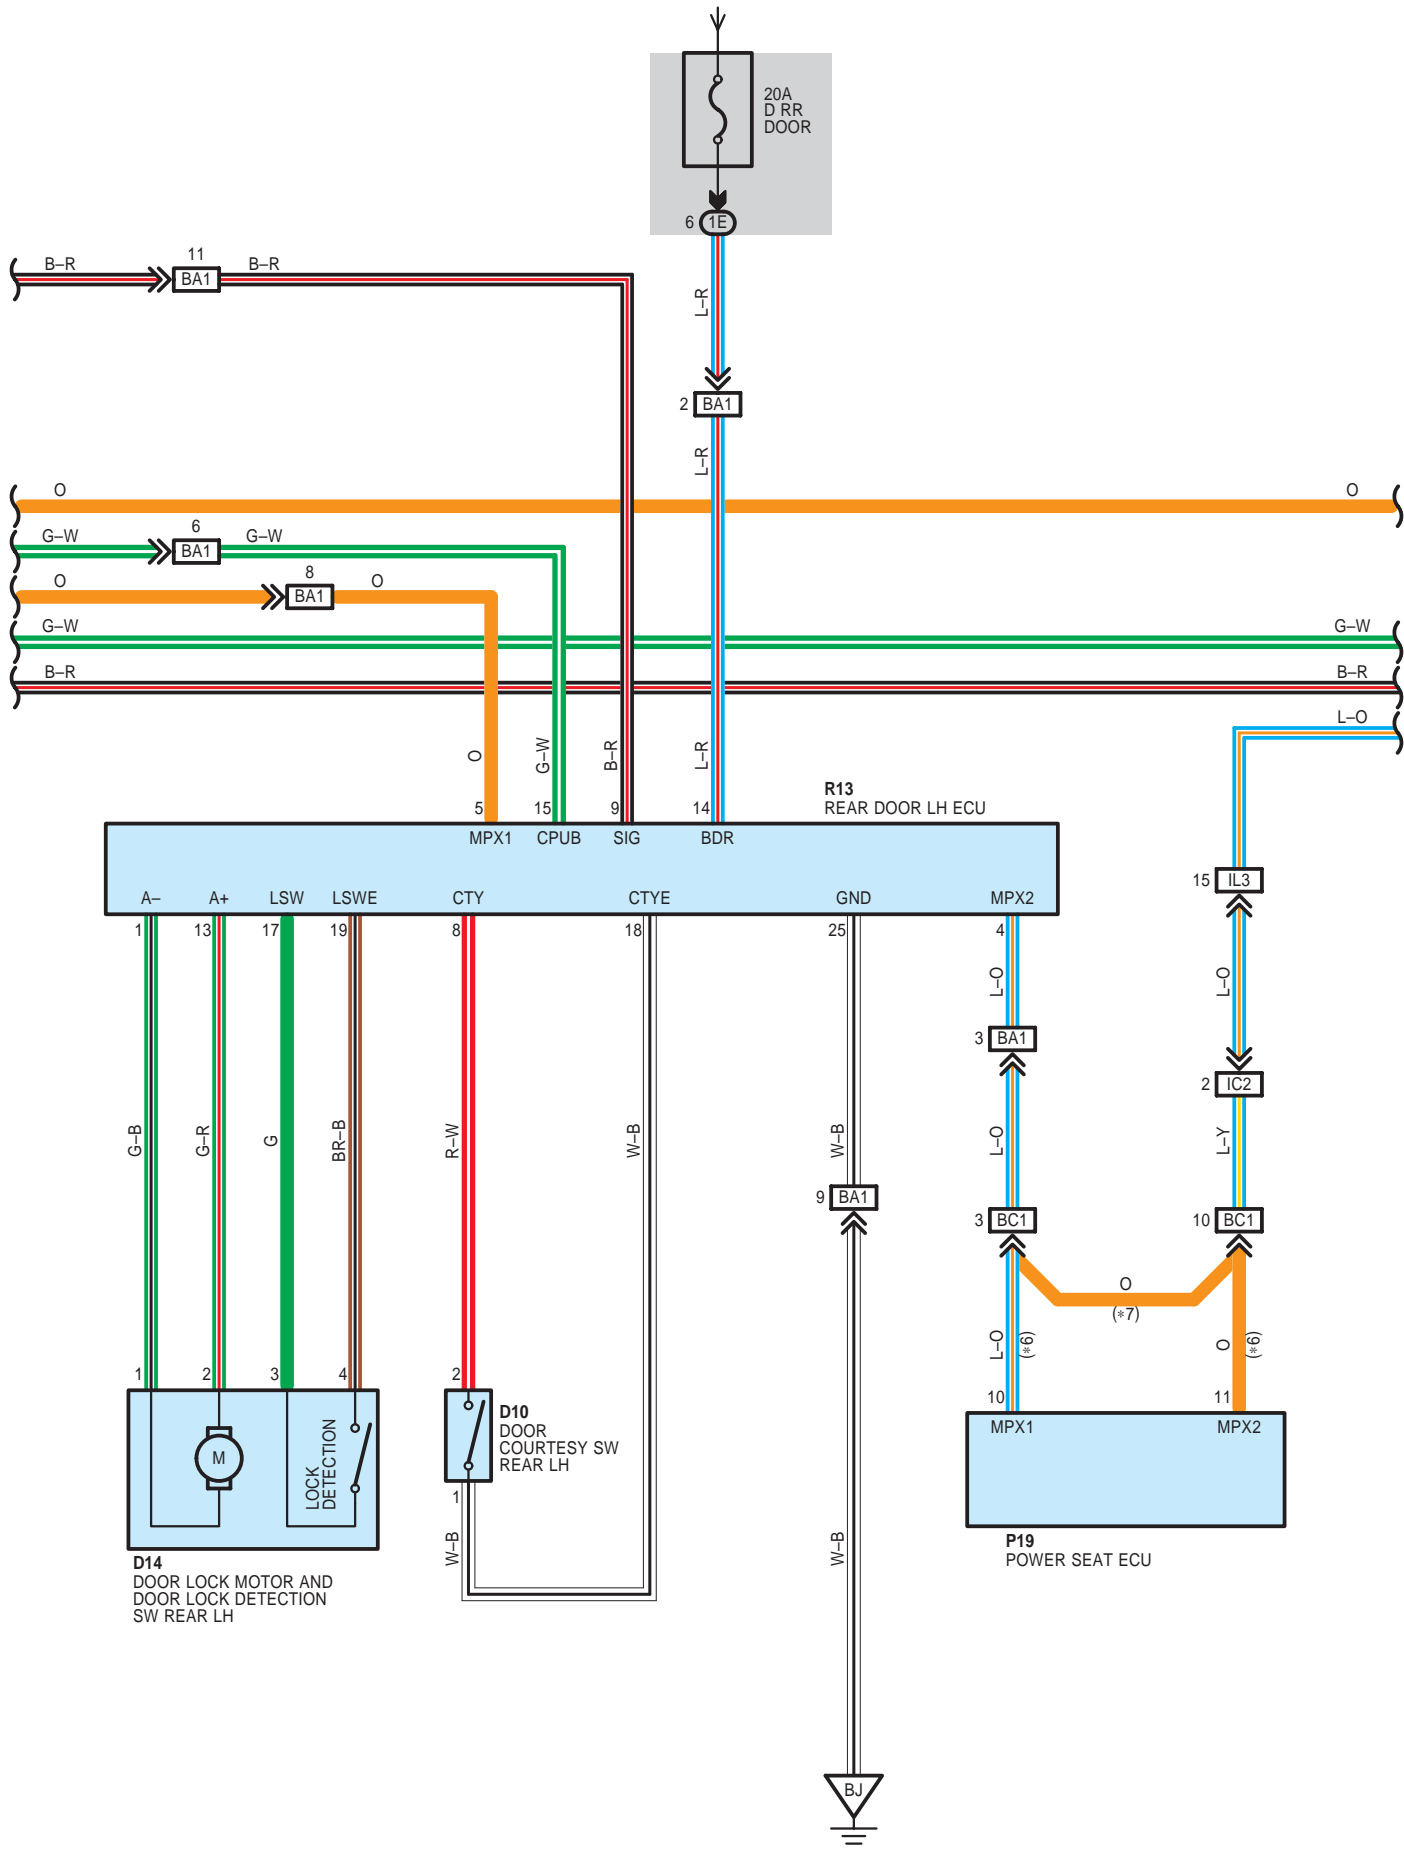 20A
D RR
DOOR
6 1E
B–R
11
BA1
B–R
L–R
2 BA1
L–R
O
O
G–W
6
BA1
G–W
O
8
BA1
O
G–W
G–W
B–R
B–R
L–O
O
G–W
B–R
L–R
R13
REAR DOOR LH ECU
5
15
9
14
MPX1
CPUB
SIG
BDR
15 IL3
A–
A+
LSW
LSWE
CTY
CTYE
GND
MPX2
1
13
17
19
8
18
25
4
L–O
L–O
3 BA1
2 IC2
G–B
G–R
G
BR–B
R–W
W–B
W–B
L–O
L–Y
9 BA1
3 BC1
10 BC1
O
(*7)
L–O
(*6)
O
(*6)
1
2
3
4
2
10
11
MPX1
MPX2
D10
DOOR
COURTESY SW
REAR LH
M
LOCK
DETECTION
1
W–B
W–B
P19
POWER SEAT ECU
D14
DOOR LOCK MOTOR AND
DOOR LOCK DETECTION
SW REAR LH
BJ